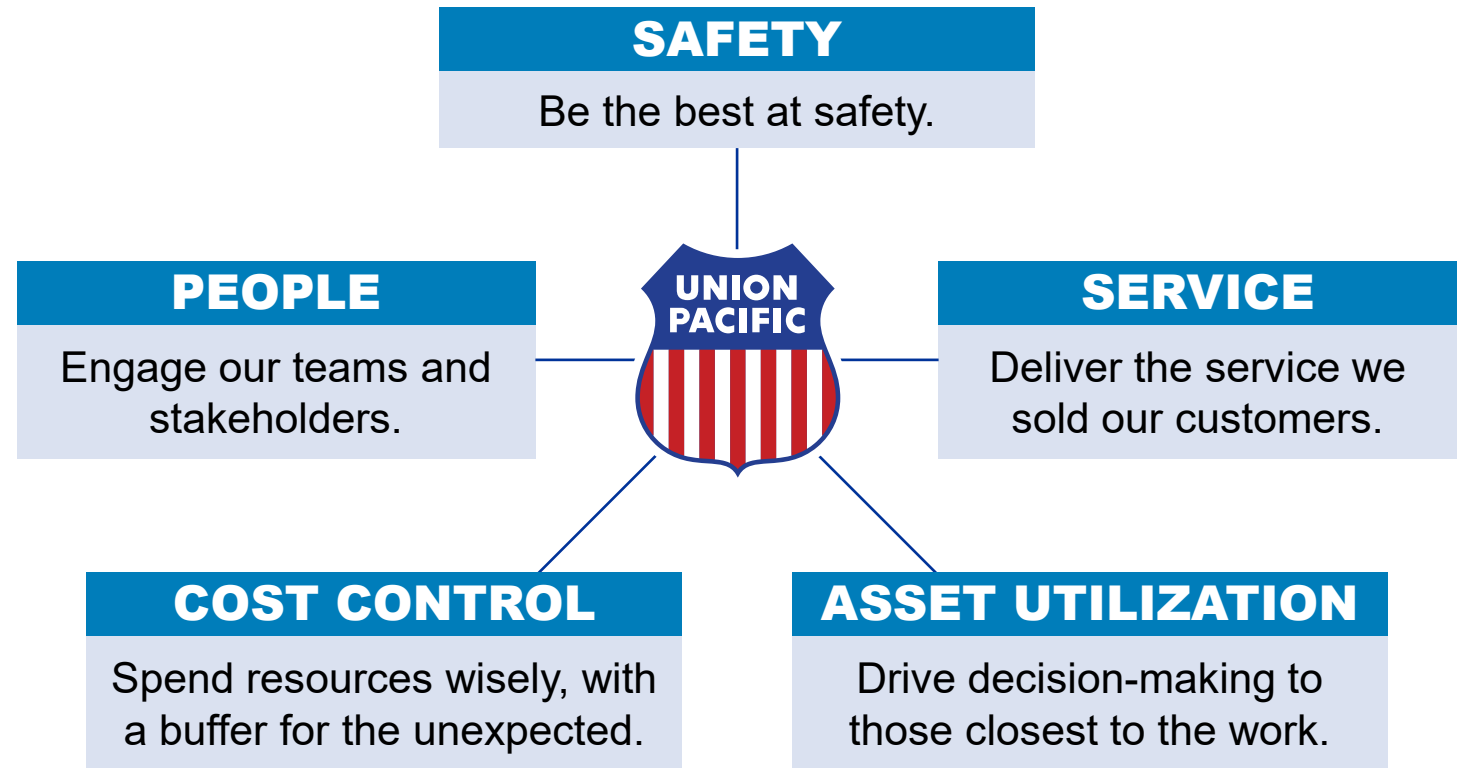 SAFETY
Be the best at safety.
PEOPLE
Engage our teams and
stakeholders.
UNION
PACIFIC
SERVICE
Deliver the service we
sold our customers.
COST CONTROL
Spend resources wisely, with
a buffer for the unexpected.
ASSET UTILIZATION
Drive decision-making to
those closest to the work.